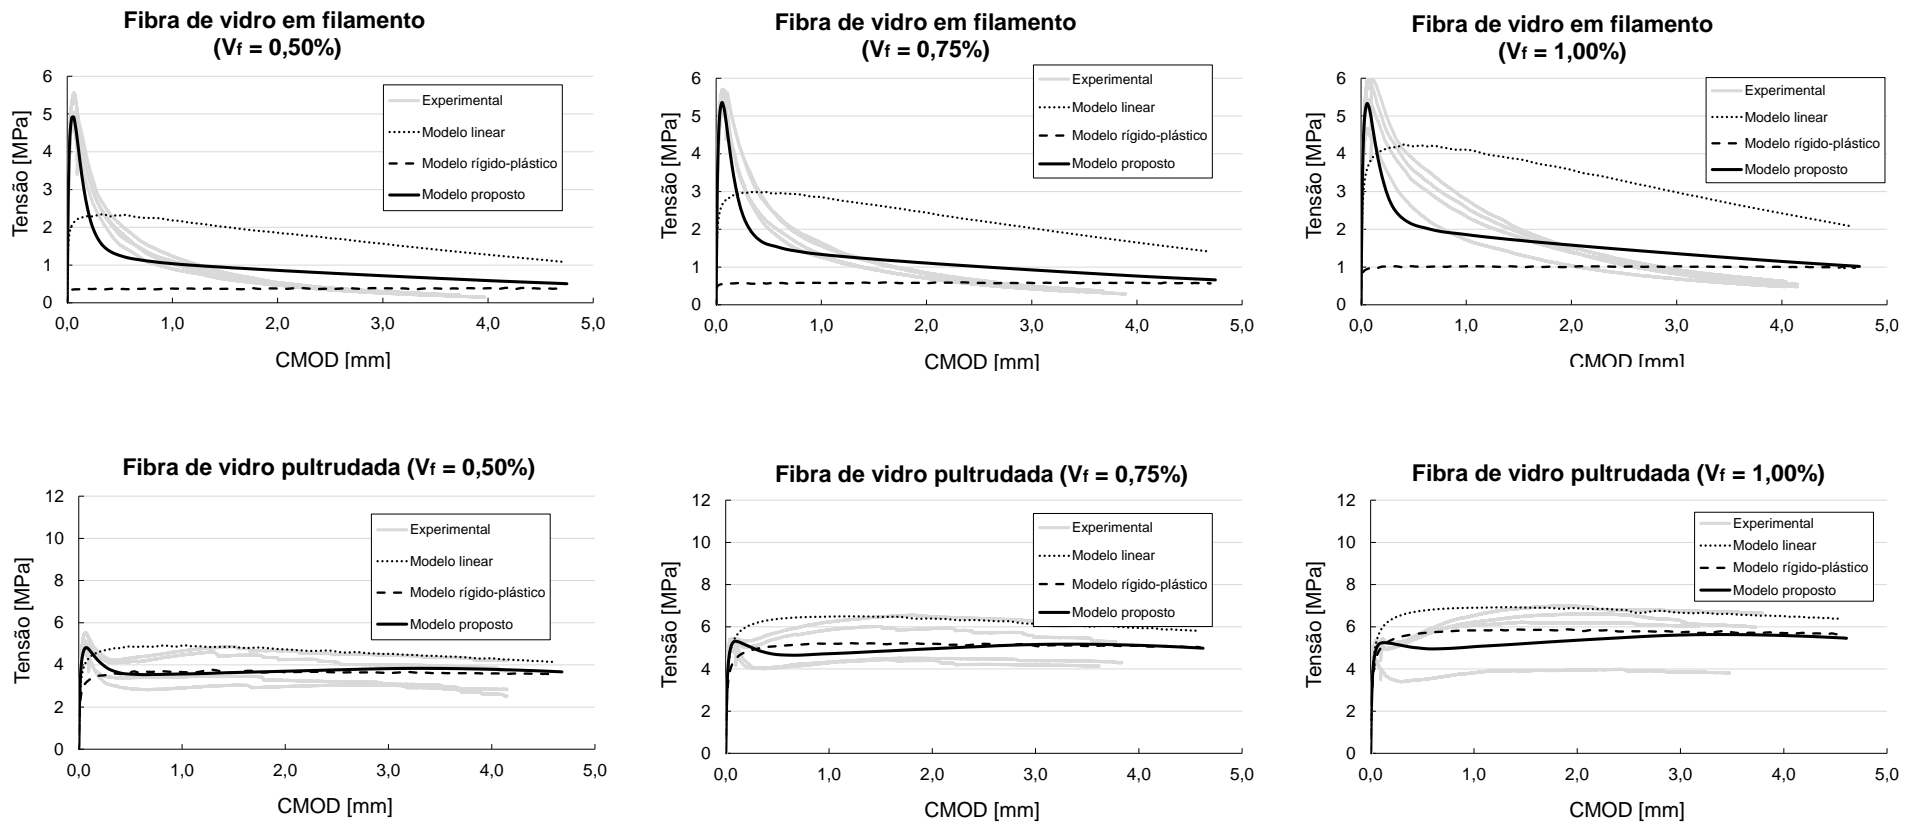 Fibra de vidro em filamento
(Vf = 0,50%)
Tensão [MPa]
6
5
4
3
2
1
0
0,0 1,0 2,0 3,0 4,0 5,0
CMOD [mm]
Experimental
Modelo linear
Modelo rígido-plástico
Modelo proposto
Fibra de vidro em filamento
(Vf = 0,75%)
Tensão [MPa]
6
5
4
3
2
1
0
0,0 1,0 2,0 3,0 4,0 5,0
CMOD [mm]
Experimental
Modelo linear
Modelo rígido-plástico
Modelo proposto
Fibra de vidro em filamento
(Vf = 1,00%)
Tensão [MPa]
6
5
4
3
2
1
0
0,0 1,0 2,0 3,0 4,0 5,0
CMOD [mm]
Experimental
Modelo linear
Modelo rígido-plástico
Modelo proposto
Fibra de vidro pultrudada (Vf = 0,50%)
Tensão [MPa]
12
10
8
6
4
2
0
0,0 1,0 2,0 3,0 4,0 5,0
CMOD [mm]
Experimental
Modelo linear
Modelo rígido-plástico
Modelo proposto
Fibra de vidro pultrudada (Vf = 0,75%)
Tensão [MPa]
12
10
8
6
4
2
0
0,0 1,0 2,0 3,0 4,0 5,0
CMOD [mm]
Experimental
Modelo linear
Modelo rígido-plástico
Modelo proposto
Fibra de vidro pultrudada (Vf = 1,00%)
Tensão [MPa]
12
10
8
6
4
2
0
0,0 1,0 2,0 3,0 4,0 5,0
CMOD [mm]
Experimental
Modelo linear
Modelo rígido-plástico
Modelo proposto